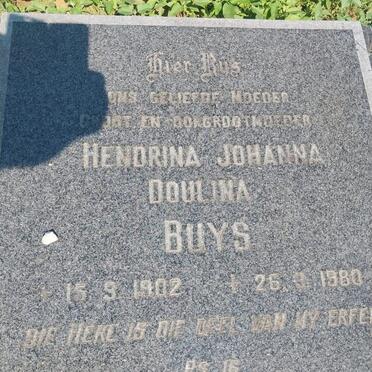 Hier Rus
ONS GELIEFDE MOEDER
GROOT EN OORGROOTMOEDER
HENDRINA JOHANNA
DOULINA
BUYS
15. 9. 1902 26. 9. 1980
DIE HERE IS DIE DEEL VAN MY ERFE
PS. 16